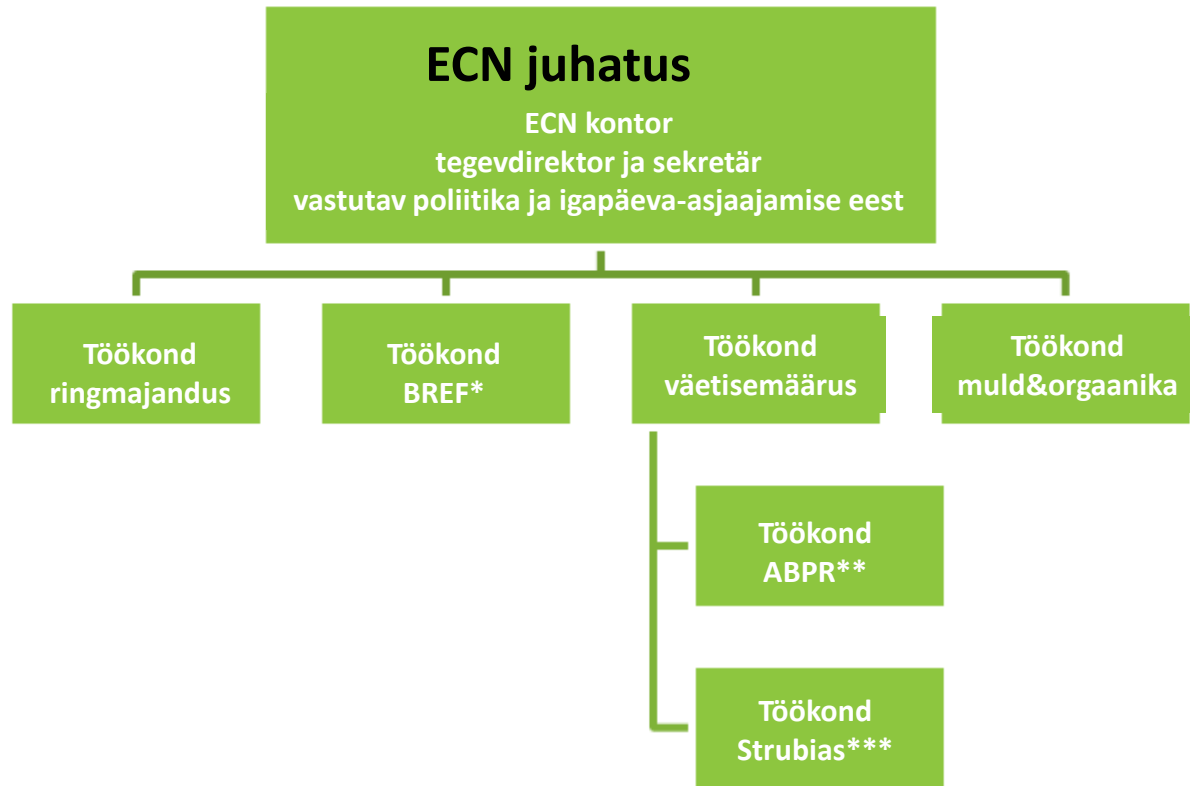 ECN juhatus
ECN kontor
tegevdirektor ja sekretär
vastutav poliitika ja igapäeva-asjaajamise eest
Töökond
ringmajandus
Töökond
BREF*
Töökond
väetisemäärus
Töökond
muld&orgaanika
Töökond
ABPR**
Töökond
Strubias***